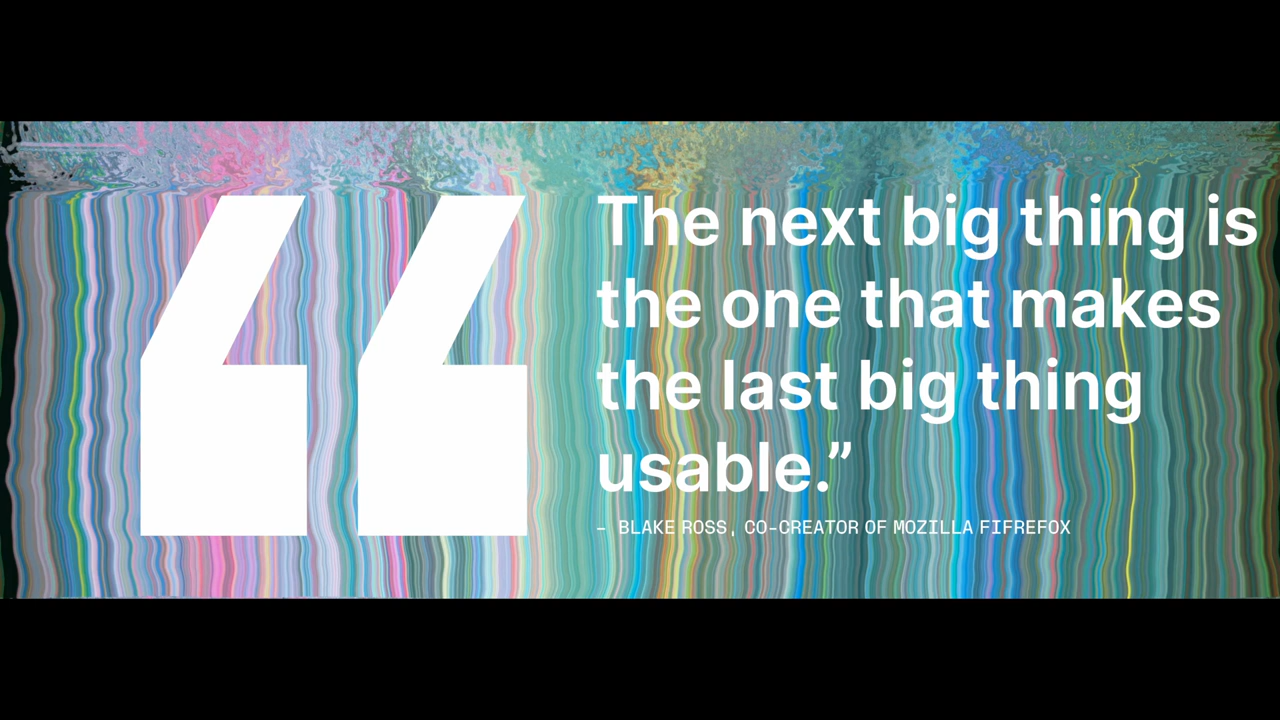 “The next big thing is
the one that makes
the last big thing
usable.”
– BLAKE ROSS, CO-CREATOR OF MOZILLA FIFREFOX